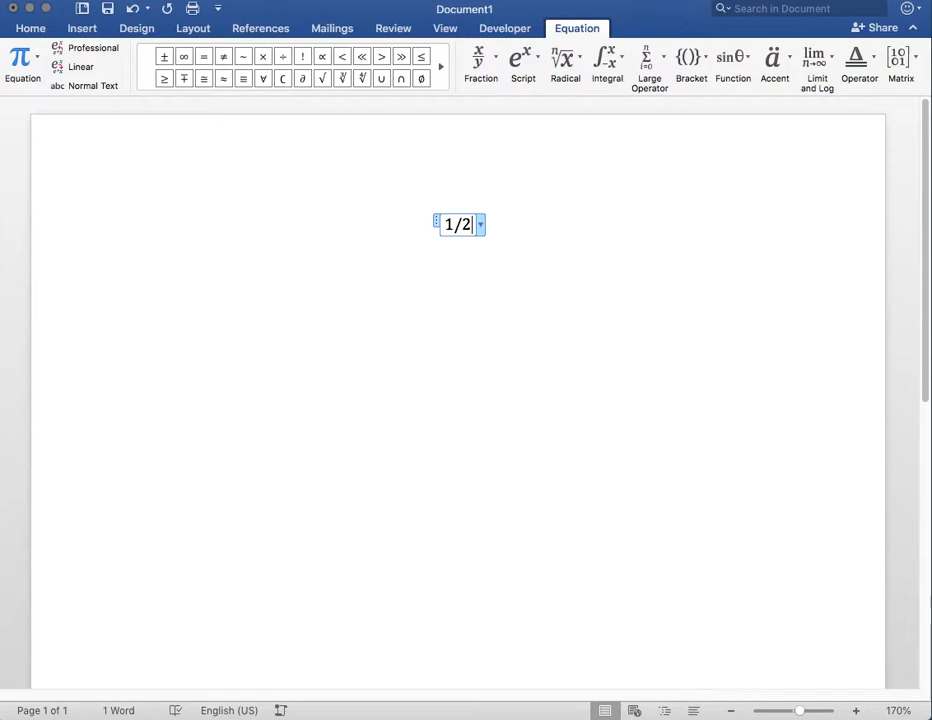 Document1
Search in Document
Home Insert Design Layout References Mailings Review View Developer Equation Share
π Equation
Professional
Linear
abc Normal Text
± ∞ = ≠ ~ × ÷ ! ∝ < ≪ > ≫ ≤
≥ ∓ ≅ ≈ ≡ ∀ ∁ ∂ √ ∛ ∜ ∪ ∩ ∅
Fraction Script Radical Integral Large Operator Bracket Function Accent Limit and Log Operator Matrix
1/2
Page 1 of 1 1 Word English (US) 170%